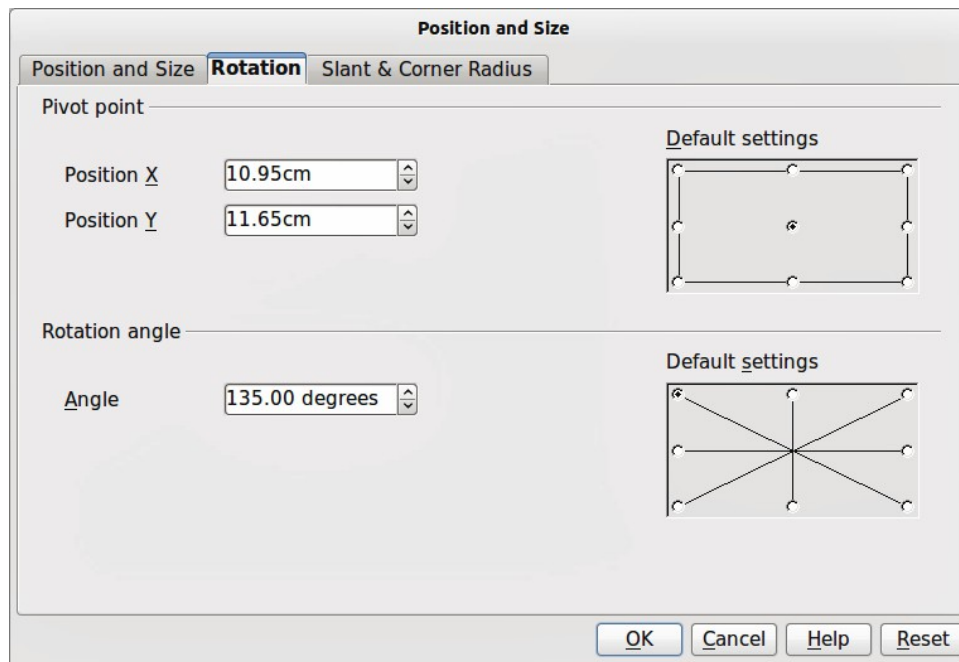 Position and Size
Position and Size Rotation Slant & Corner Radius
Pivot point
Default settings
Position X 10.95cm
Position Y 11.65cm
Rotation angle
Default settings
Angle 135.00 degrees
OK Cancel Help Reset